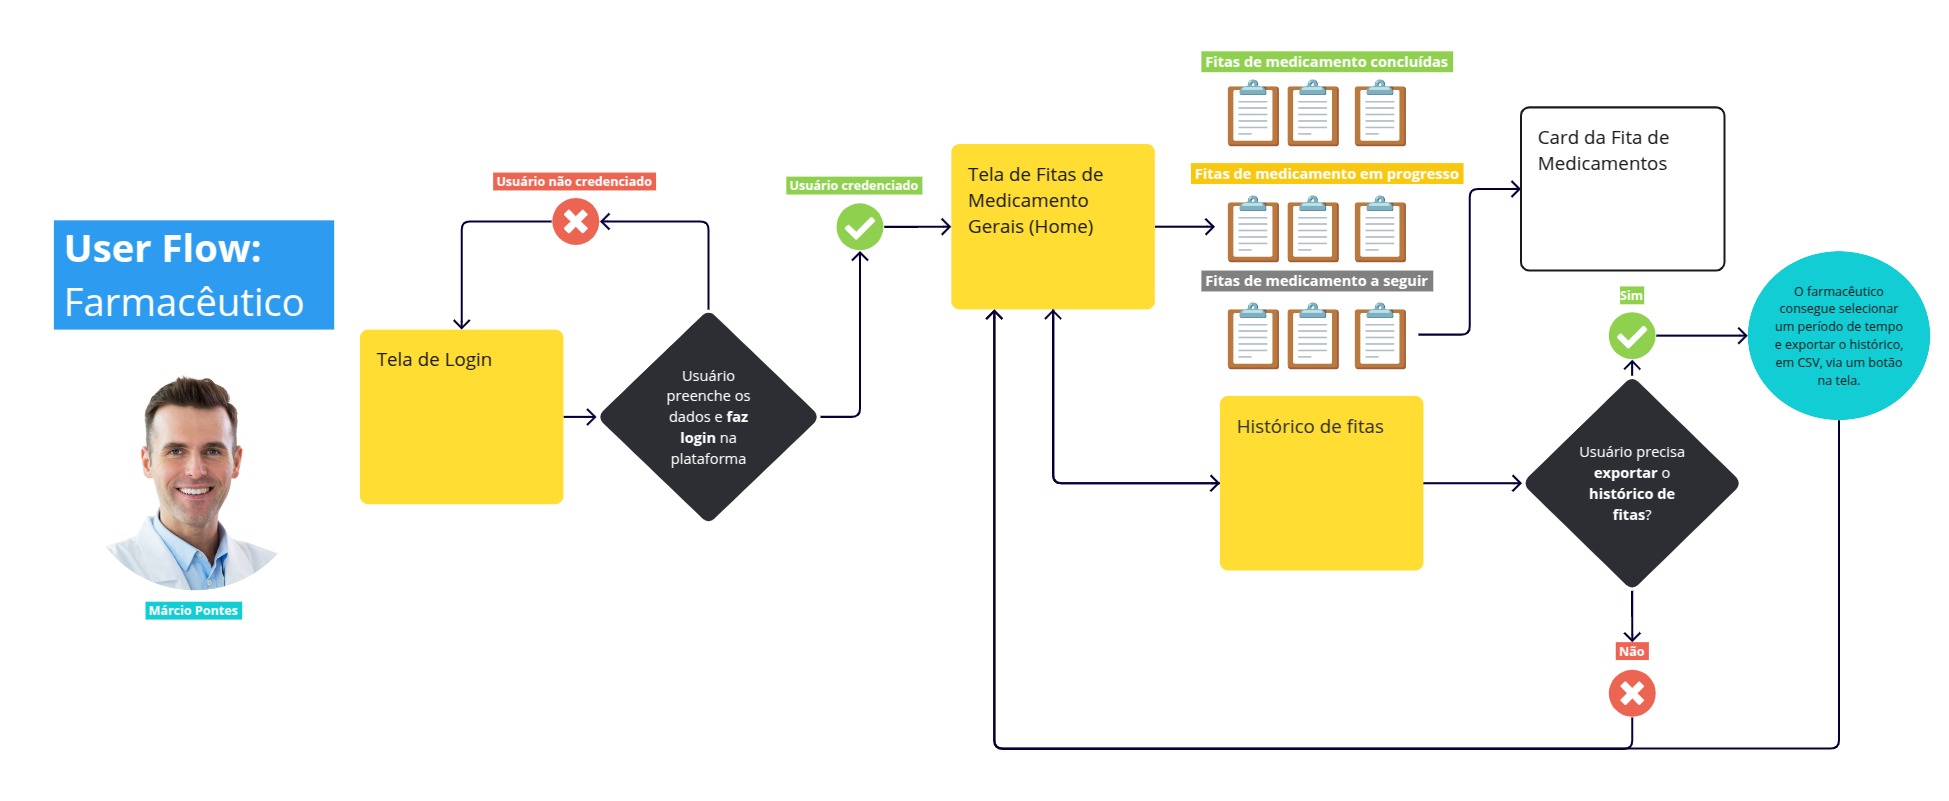 User Flow:
Farmacêutico
Márcio Pontes
Usuário não credenciado
Tela de Login
Usuário
preenche os
dados e faz
login na
plataforma
Usuário credenciado
Tela de Fitas de
Medicamento
Gerais (Home)
Fitas de medicamento concluídas
Fitas de medicamento em progresso
Fitas de medicamento a seguir
Card da Fita de
Medicamentos
Histórico de fitas
Usuário precisa
exportar o
histórico de
fitas?
Sim
O farmacêutico
consegue selecionar
um período de tempo
e exportar o histórico,
em CSV, via um botão
na tela.
Não